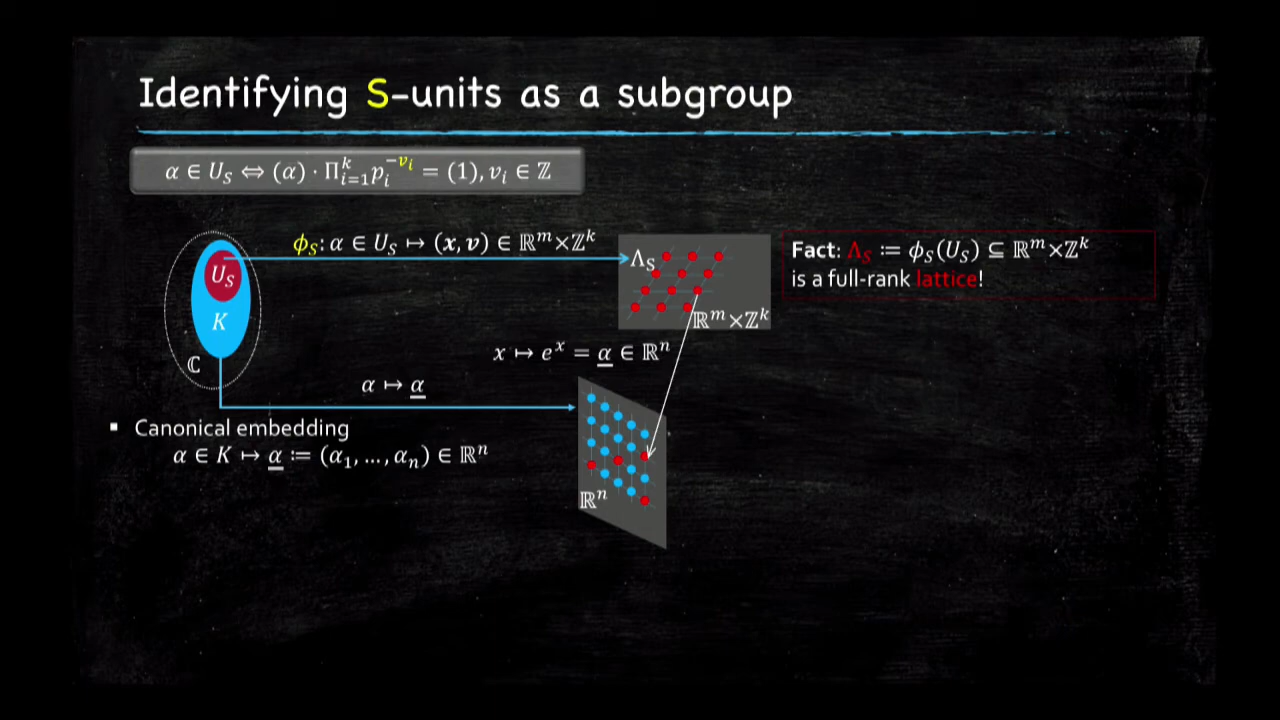 Identifying S-units as a subgroup
α ∈ U_S ⇔ (α) · Π_{i=1}^{k} p_i^{-v_i} = (1), v_i ∈ ℤ
ϕ_S: α ∈ U_S ↦ (x, v) ∈ ℝ^m×ℤ^k
Λ_S
ℝ^m×ℤ^k
Fact: Λ_S ≔ ϕ_S(U_S) ⊆ ℝ^m×ℤ^k
is a full-rank lattice!
U_S
K
ℂ
x ↦ e^x = α̲ ∈ ℝ^n
α ↦ α̲
▪ Canonical embedding
α ∈ K ↦ α̲ ≔ (α_1, …, α_n) ∈ ℝ^n
ℝ^n